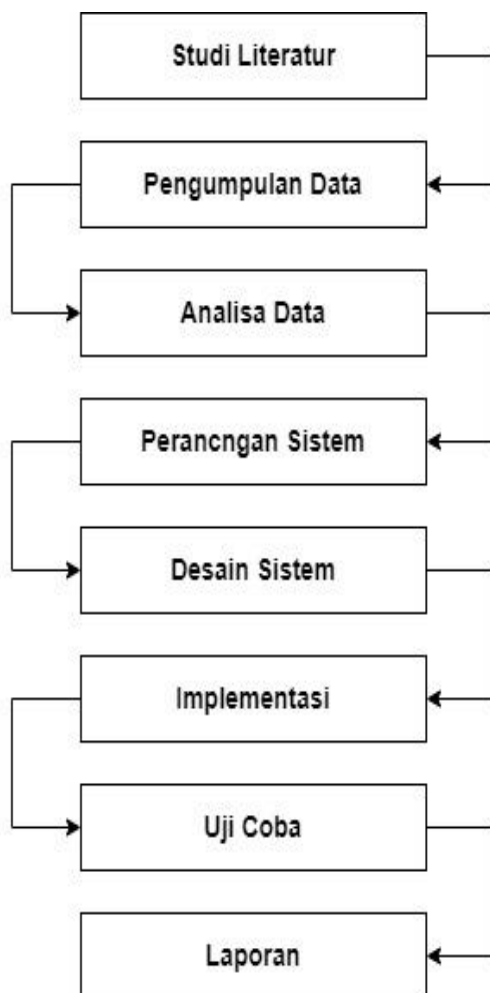 Studi Literatur
Pengumpulan Data
Analisa Data
Perancngan Sistem
Desain Sistem
Implementasi
Uji Coba
Laporan